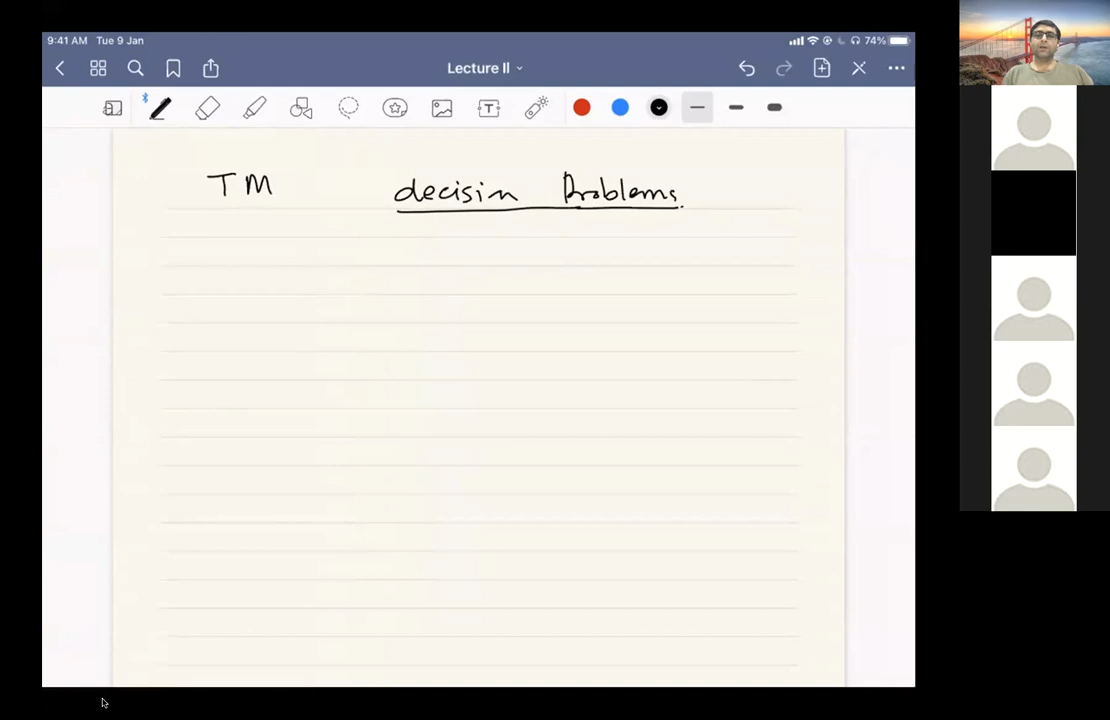 9:41 AM Tue 9 Jan 74%
Lecture II
T
TM decisin Problems.